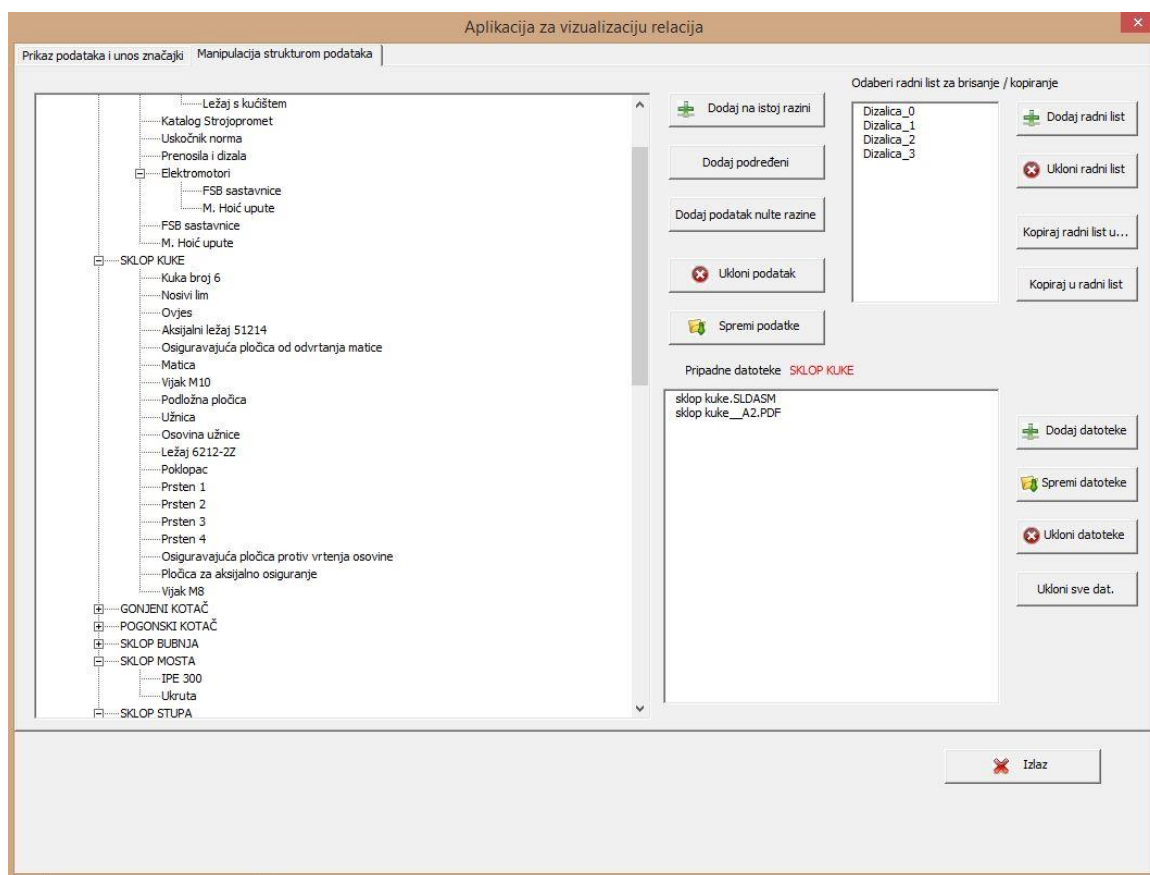 Aplikacija za vizualizaciju relacija
Prikaz podataka i unos značajki
Manipulacija strukturom podataka
Ležaj s kućištem
Katalog Strojopromet
Uskočnik norma
Prenosila i dizala
Elektromotori
FSB sastavnice
M. Hoić upute
FSB sastavnice
M. Hoić upute
SKLOP KUKE
Kuka broj 6
Nosivi lim
Ovjes
Aksijalni ležaj 51214
Osiguravajuća pločica od odvrtanja matice
Matica
Vijak M10
Podložna pločica
Užnica
Osovina užnice
Ležaj 6212-2Z
Poklopac
Prsten 1
Prsten 2
Prsten 3
Prsten 4
Osiguravajuća pločica protiv vrtenja osovine
Pločica za aksijalno osiguranje
Vijak M8
GONJENI KOTAČ
POGONSKI KOTAČ
SKLOP BUBNJA
SKLOP MOSTA
IPE 300
Ukruta
SKLOP STUPA
Dodaj na istoj razini
Dodaj podređeni
Dodaj podatak nulte razine
Ukloni podatak
Spremi podatke
Odaberi radni list za brisanje / kopiranje
Dizalica_0
Dizalica_1
Dizalica_2
Dizalica_3
Dodaj radni list
Ukloni radni list
Kopiraj radni list u...
Kopiraj u radni list
Pripadne datoteke SKLOP KUKE
sklop kuke.SLDASM
sklop kuke__A2.PDF
Dodaj datoteke
Spremi datoteke
Ukloni datoteke
Ukloni sve dat.
Izlaz